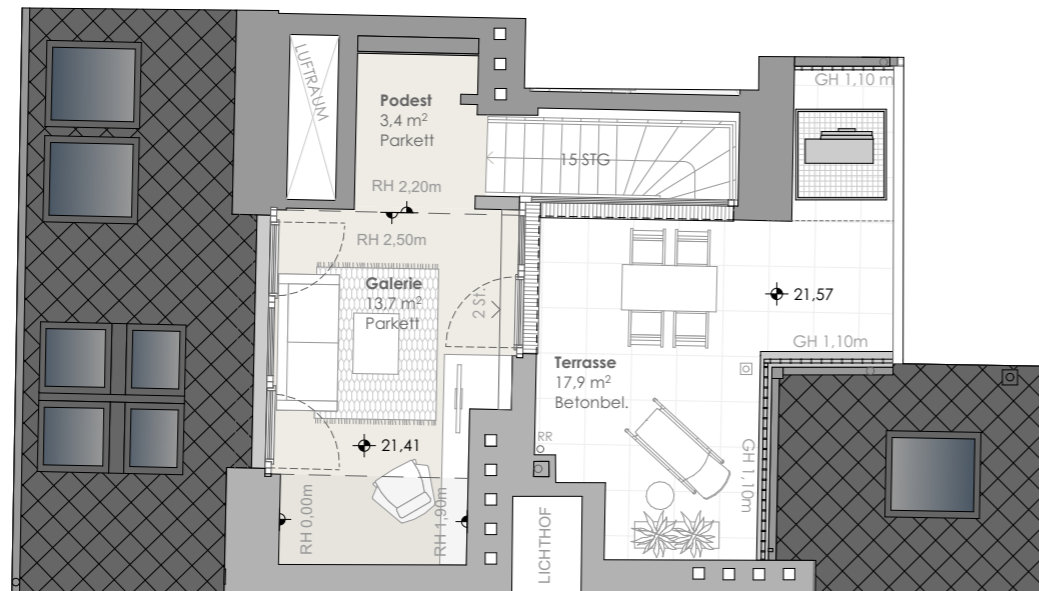 LUFTRAUM
Podest
3,4 m²
Parkett
RH 2,20m
15 STG
GH 1,10 m
RH 2,50m
Galerie
13,7 m²
Parkett
2 St.
21,57
GH 1,10m
Terrasse
17,9 m²
Betonbel.
RR
21,41
GH 1,10m
RH 0,00m
RH 1,90m
LICHTHOF